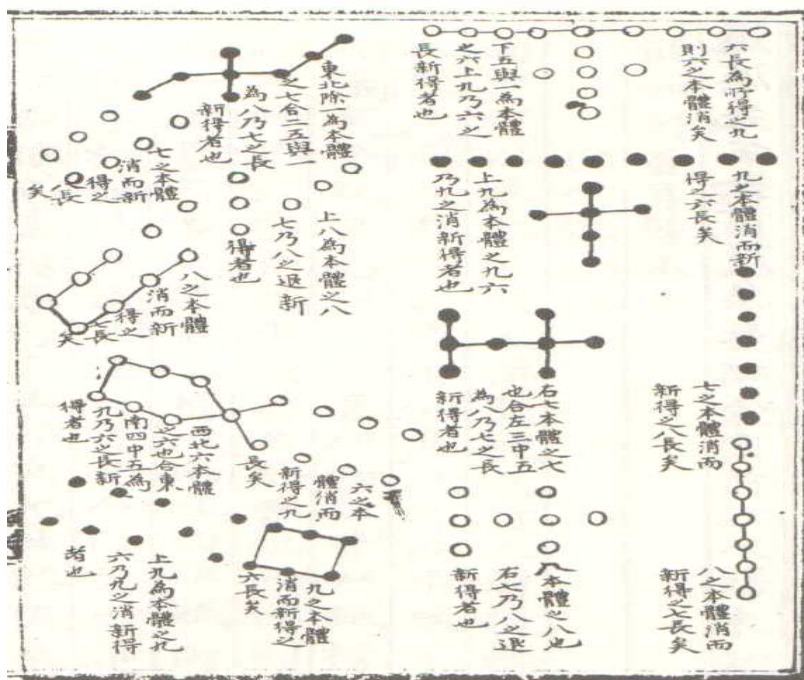 六長為所得之九
則六之本體消矣
下五與一為本體
之六上九乃六之
長新得者也
九之本體消而新
得之六長矣
上九為本體之九六
乃九之消新得者也
七之本體消而
新得之八長矣
右七本體之七
也合左三中五
為八乃七之長
新得者也
八之本體消而
新得之七長矣
八本體之八也
右七乃八之退
新得者也
東北除一為本體
之七合一五與一
為八乃七之長
新得者也
七之本體
消而新
得之
八長
矣
上八為本體之八
七乃八之退新
得者也
八之本體
消而新
得之
七長
矣
西北六本體
之六也合東
南四中五為
九乃六之長新
得者也
六之本
體消而
新得之九
長矣
上九為本體之九
六乃九之消新得
者也
九之本體
消而新得之
六長矣